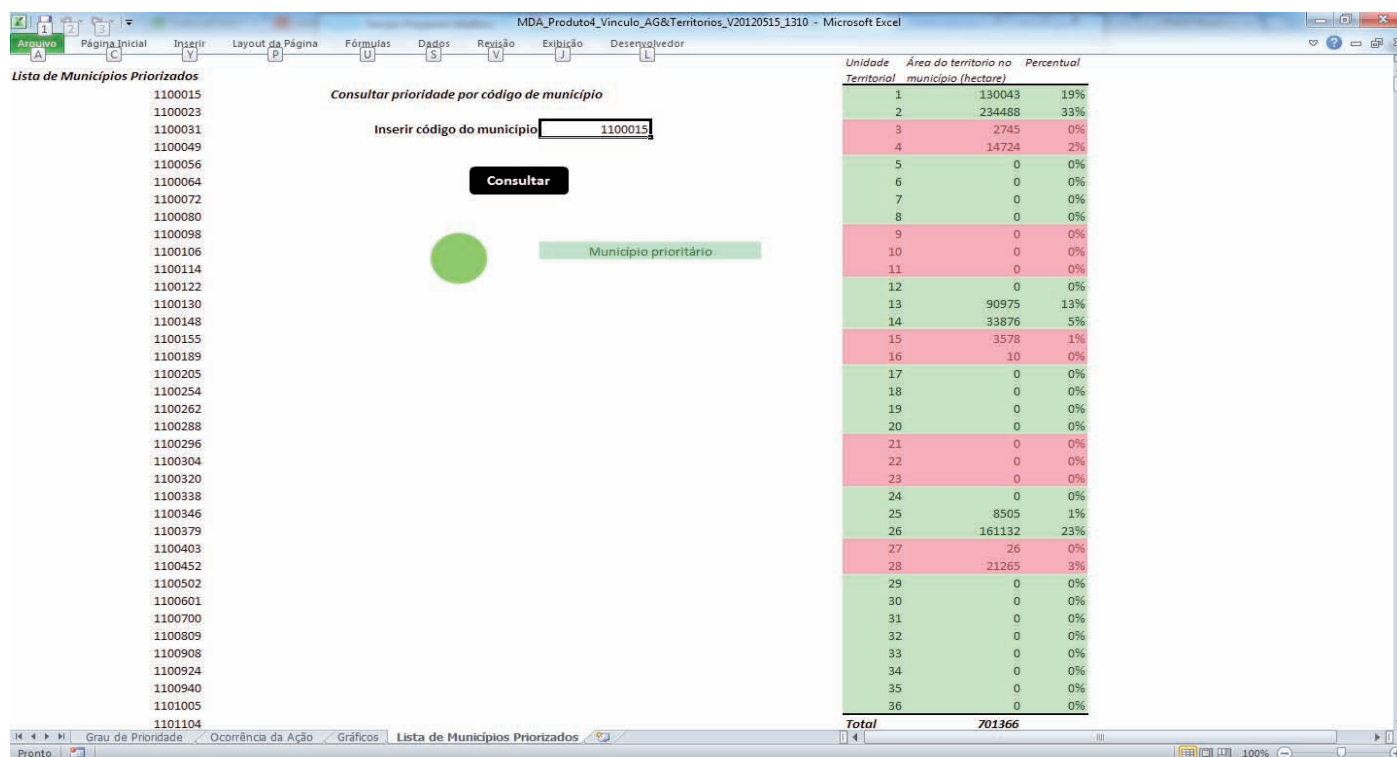 MDA_Produto4_Vinculo_AG&Territorios_V20120515_1310 - Microsoft Excel
1 2 3
Arquivo Página Inicial Inserir Layout da Página Fórmulas Dados Revisão Exibição Desenvolvedor
A C Y P U S V J L
Lista de Municípios Priorizados
1100015
1100023
1100031
1100049
1100056
1100064
1100072
1100080
1100098
1100106
1100114
1100122
1100130
1100148
1100155
1100189
1100205
1100254
1100262
1100288
1100296
1100304
1100320
1100338
1100346
1100379
1100403
1100452
1100502
1100601
1100700
1100809
1100908
1100924
1100940
1101005
1101104
Consultar prioridade por código de município
Inserir código do município 1100015
Consultar
Município prioritário
Unidade Área do territorio no Percentual
Territorial município (hectare)
1 130043 19%
2 234488 33%
3 2745 0%
4 14724 2%
5 0 0%
6 0 0%
7 0 0%
8 0 0%
9 0 0%
10 0 0%
11 0 0%
12 0 0%
13 90975 13%
14 33876 5%
15 3578 1%
16 10 0%
17 0 0%
18 0 0%
19 0 0%
20 0 0%
21 0 0%
22 0 0%
23 0 0%
24 0 0%
25 8505 1%
26 161132 23%
27 26 0%
28 21265 3%
29 0 0%
30 0 0%
31 0 0%
32 0 0%
33 0 0%
34 0 0%
35 0 0%
36 0 0%
Total 701366
Grau de Prioridade Ocorrência da Ação Gráficos Lista de Municípios Priorizados
Pronto 100%